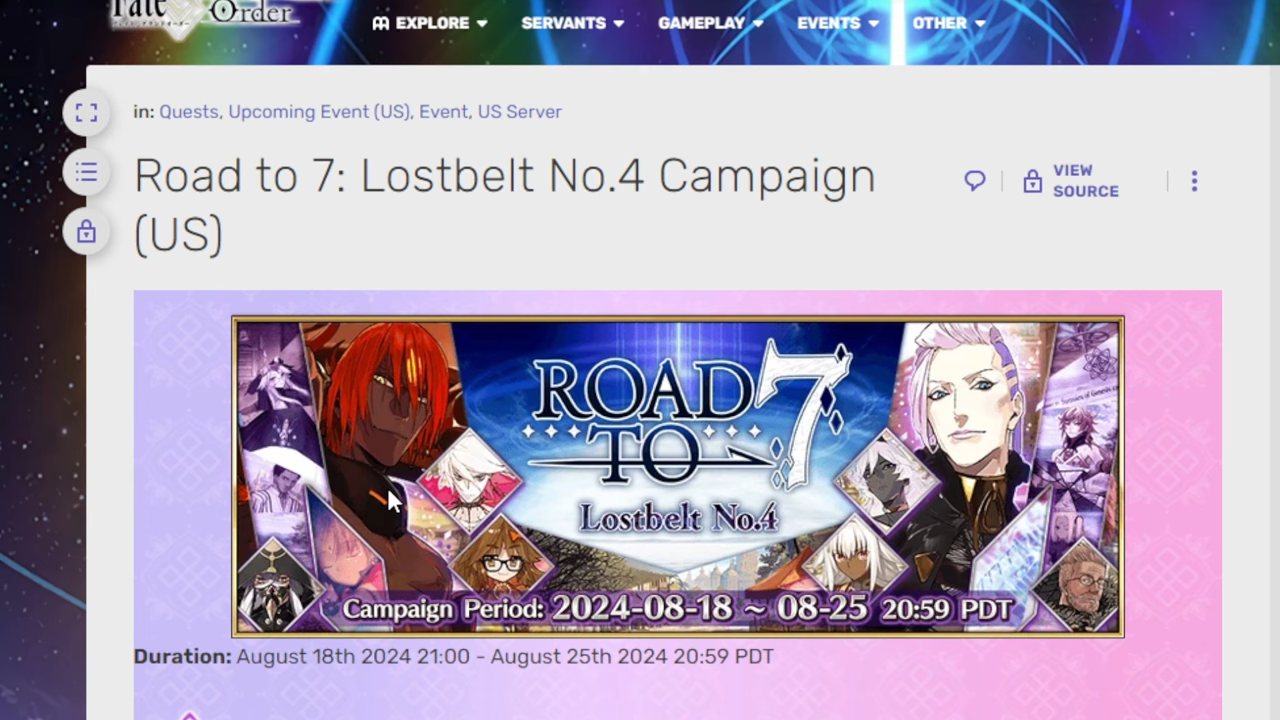 Fate
Order
EXPLORE
SERVANTS
GAMEPLAY
EVENTS
OTHER
in: Quests, Upcoming Event (US), Event, US Server
Road to 7: Lostbelt No.4 Campaign
(US)
VIEW
SOURCE
ROAD
TO 7
Lostbelt No.4
Campaign Period: 2024-08-18 ~ 08-25 20:59 PDT
Duration: August 18th 2024 21:00 - August 25th 2024 20:59 PDT